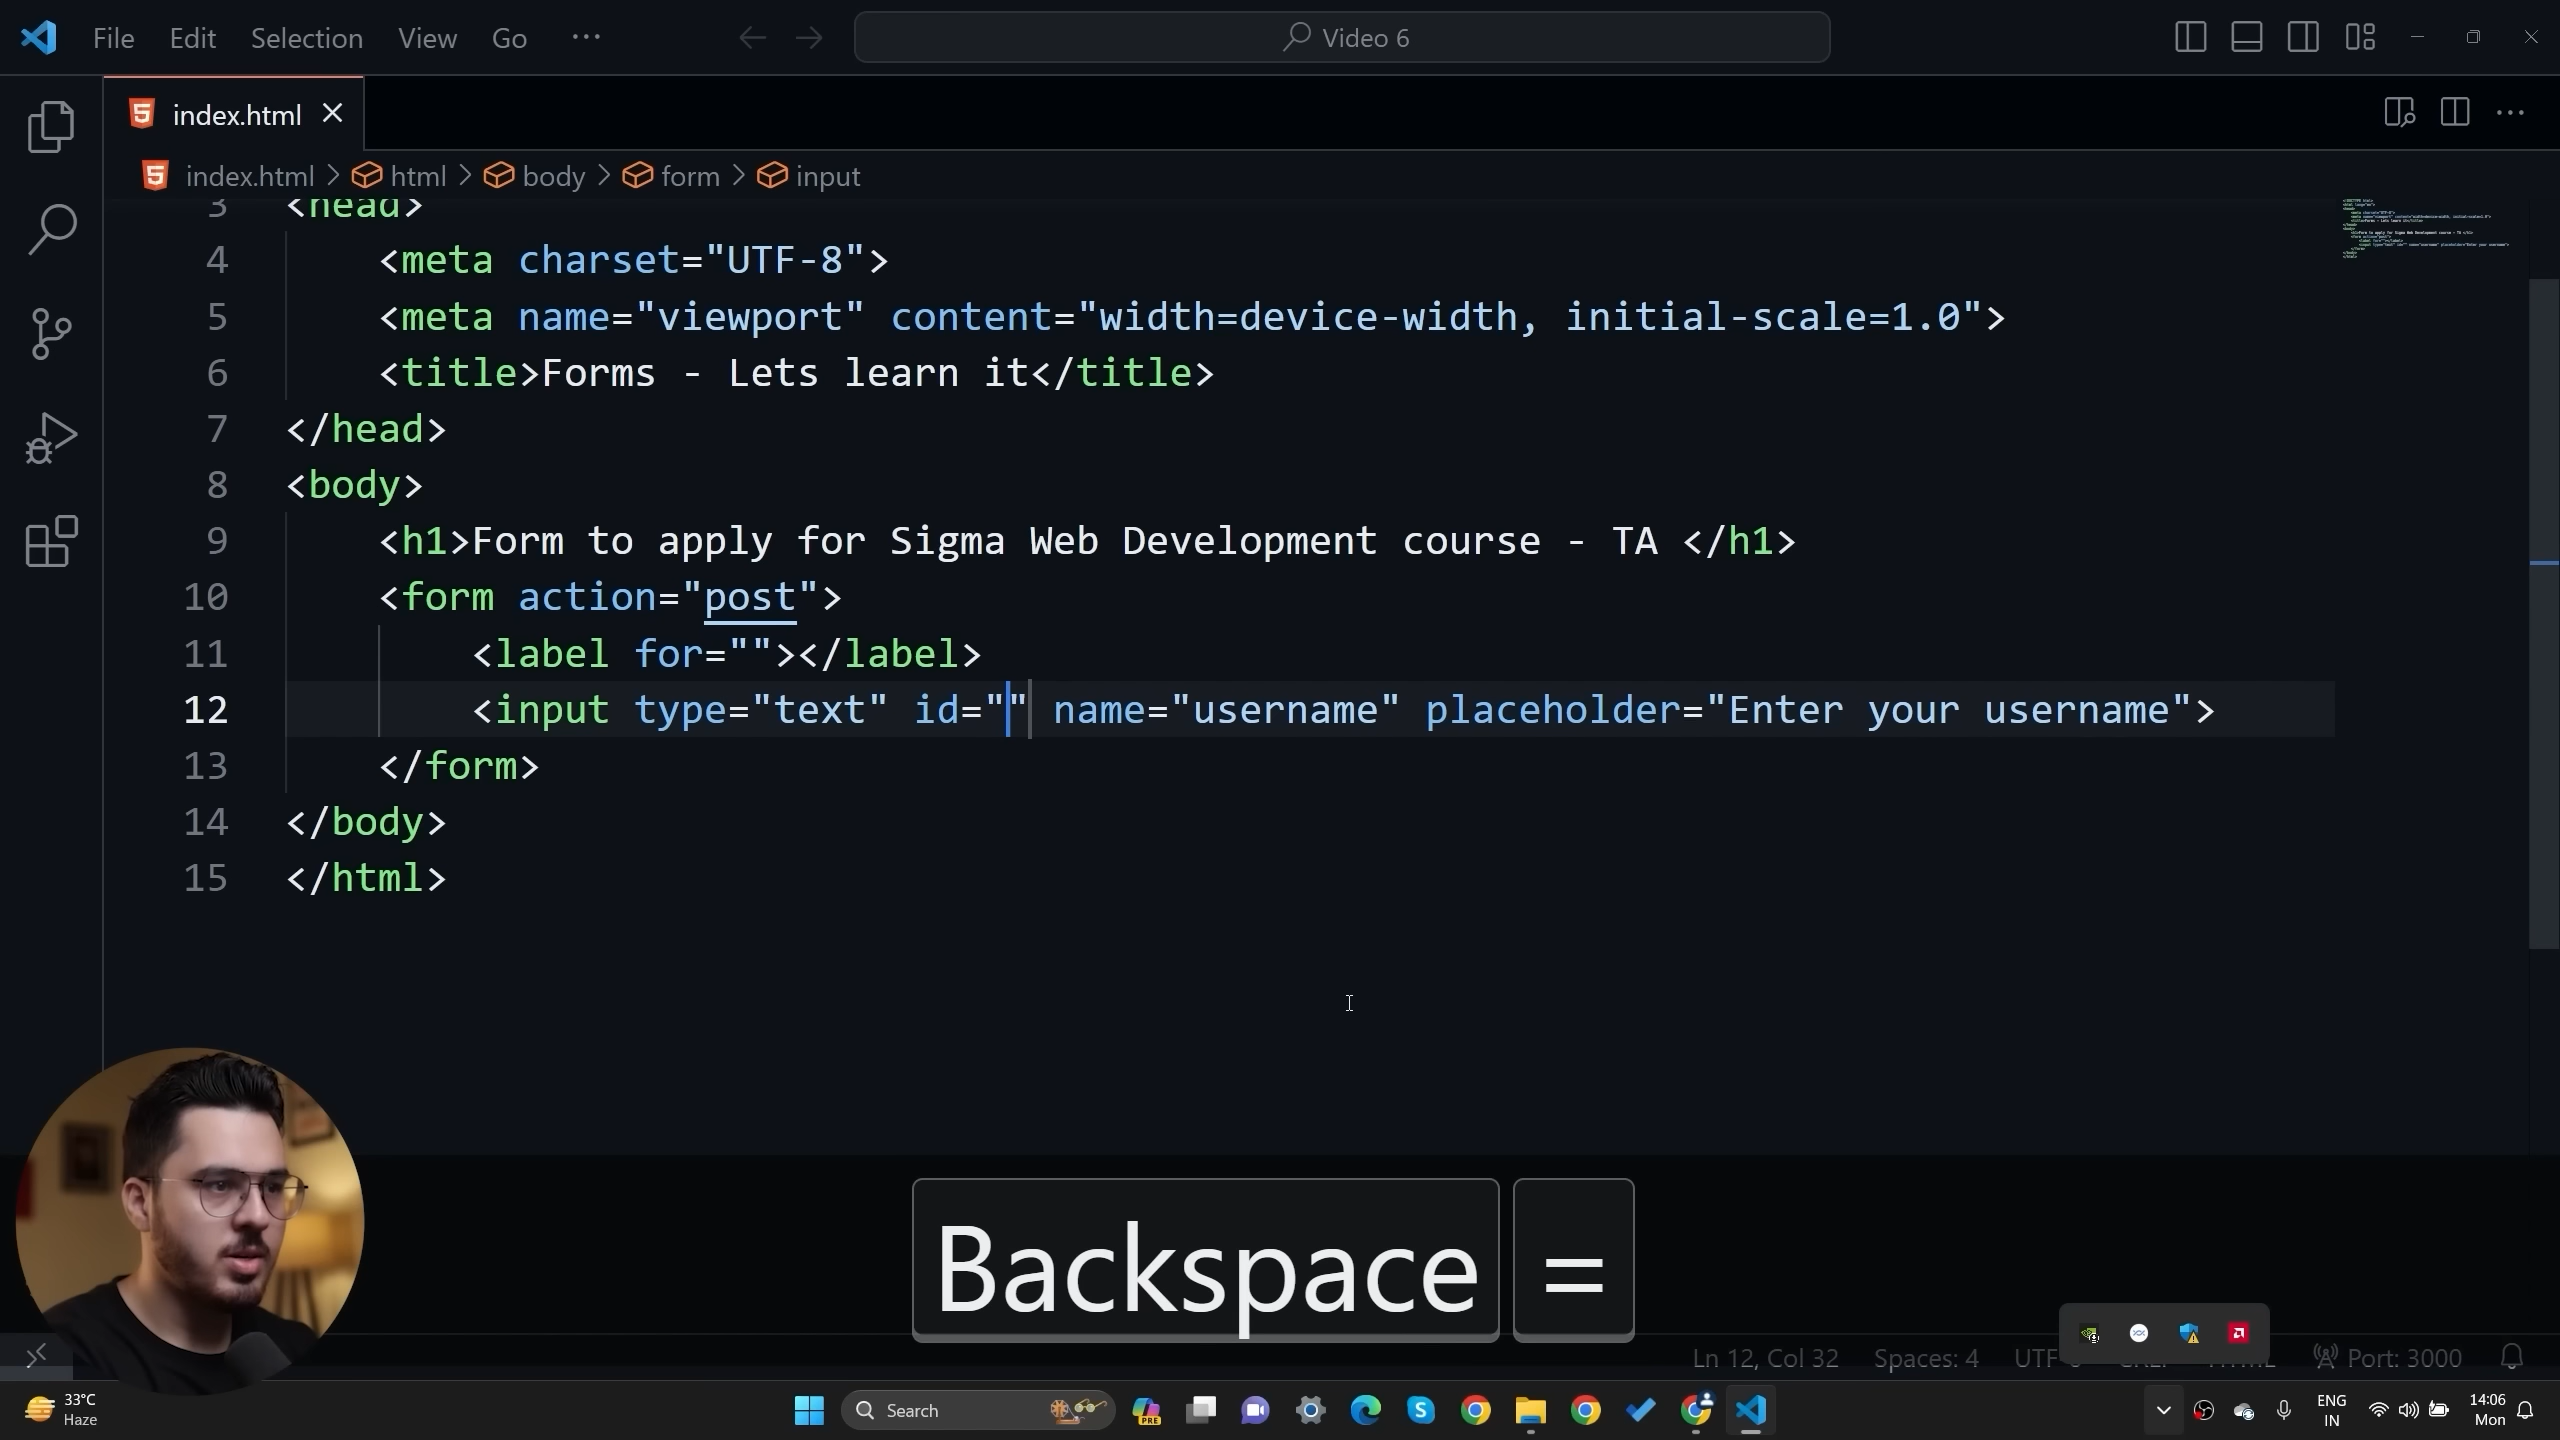 File Edit Selection View Go ···
Video 6
index.html
index.html > html > body > form > input
3 <head>
4 <meta charset="UTF-8">
5 <meta name="viewport" content="width=device-width, initial-scale=1.0">
6 <title>Forms - Lets learn it</title>
7 </head>
8 <body>
9 <h1>Form to apply for Sigma Web Development course - TA </h1>
10 <form action="post">
11 <label for=""></label>
12 <input type="text" id="" name="username" placeholder="Enter your username">
13 </form>
14 </body>
15 </html>
Backspace =
Ln 12, Col 32 Spaces: 4 Port: 3000
33°C
Haze
Search
PRE
ENG
IN
14:06
Mon